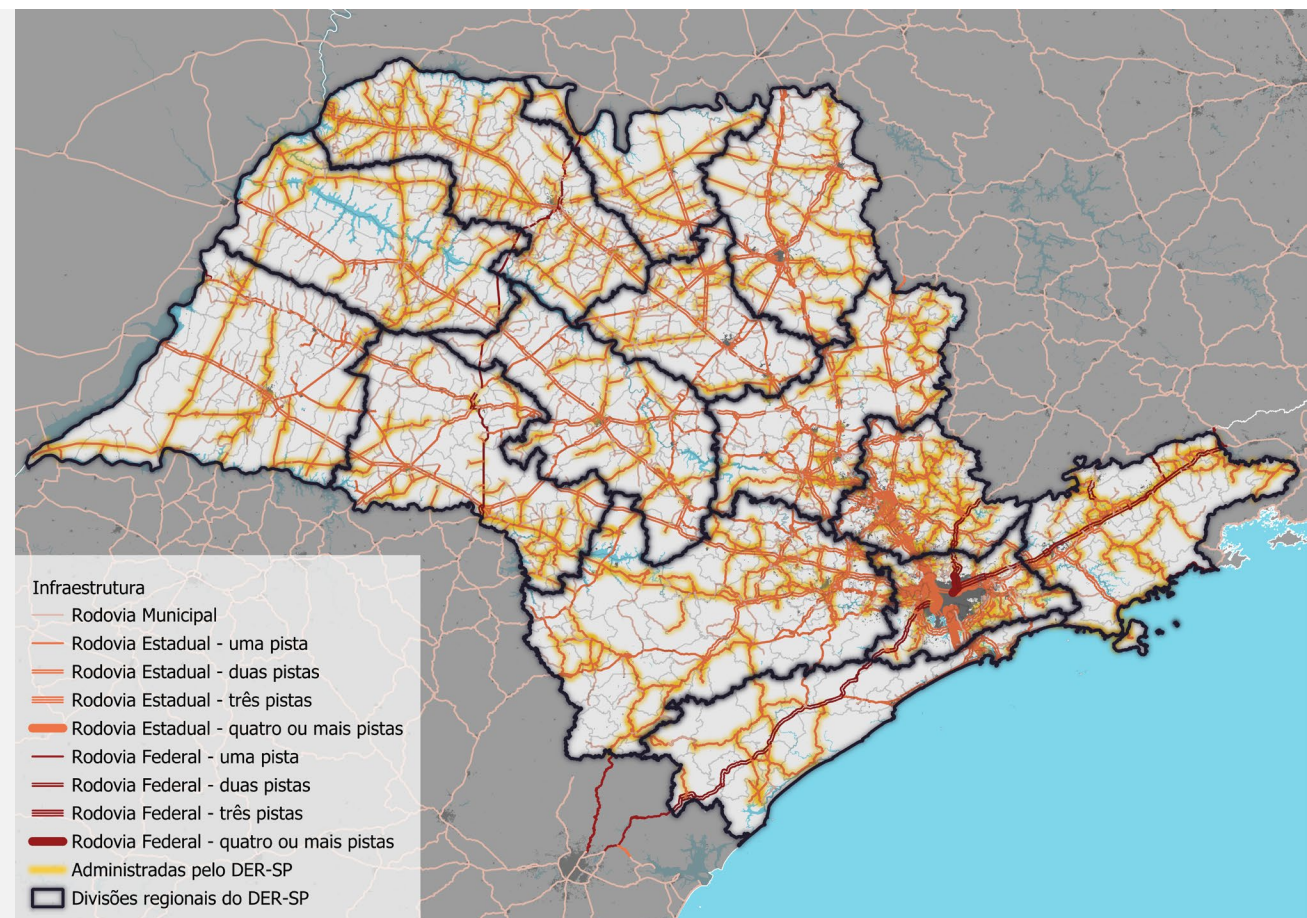 Infraestrutura
Rodovia Municipal
Rodovia Estadual - uma pista
Rodovia Estadual - duas pistas
Rodovia Estadual - três pistas
Rodovia Estadual - quatro ou mais pistas
Rodovia Federal - uma pista
Rodovia Federal - duas pistas
Rodovia Federal - três pistas
Rodovia Federal - quatro ou mais pistas
Administradas pelo DER-SP
Divisões regionais do DER-SP